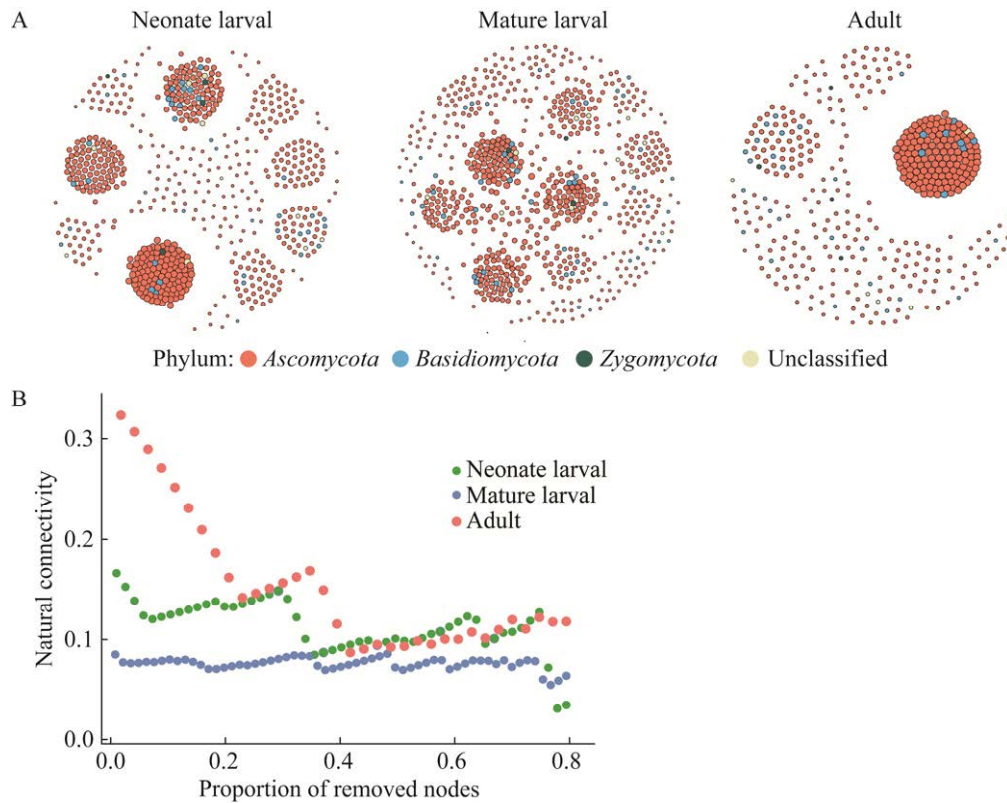 A
Neonate larval
Mature larval
Adult
Phylum: Ascomycota Basidiomycota Zygomycota Unclassified
B
Natural connectivity
0.3
0.2
0.1
0.0
Neonate larval
Mature larval
Adult
0.0 0.2 0.4 0.6 0.8
Proportion of removed nodes